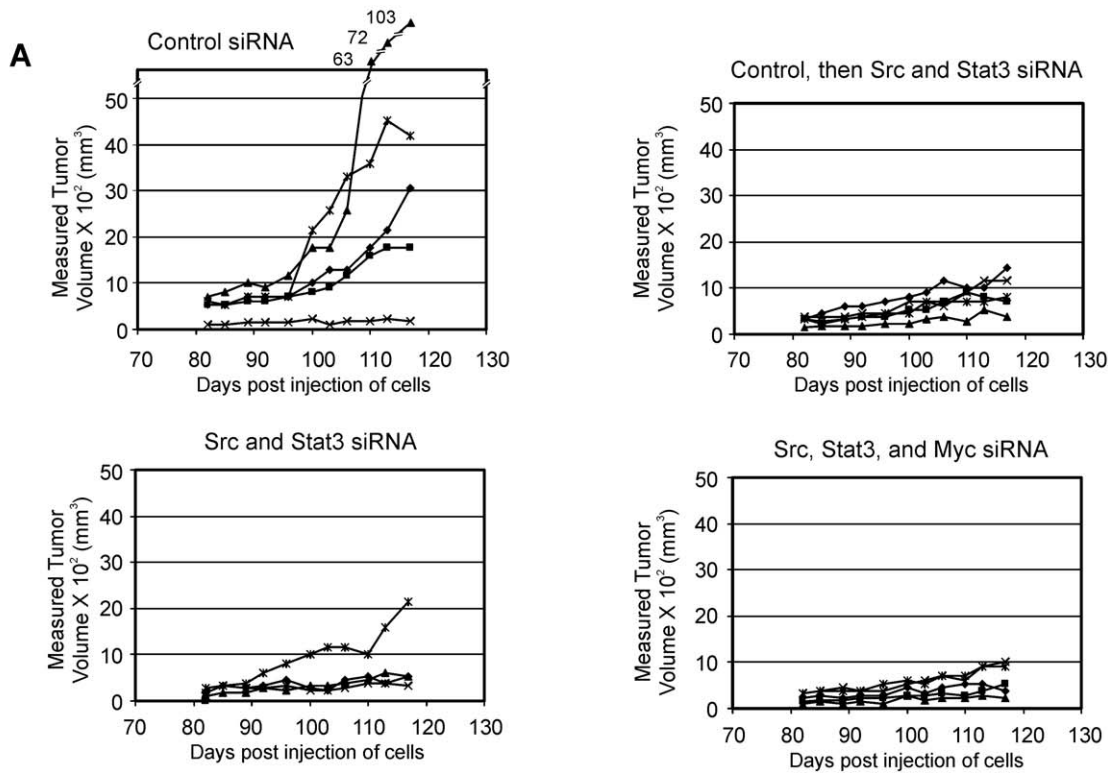 A
Control siRNA
103
72
63
Measured Tumor
Volume X 10² (mm³)
50
40
30
20
10
0
70 80 90 100 110 120 130
Days post injection of cells
Control, then Src and Stat3 siRNA
Measured Tumor
Volume X 10² (mm³)
50
40
30
20
10
0
70 80 90 100 110 120 130
Days post injection of cells
Src and Stat3 siRNA
Measured Tumor
Volume X 10² (mm³)
50
40
30
20
10
0
70 80 90 100 110 120 130
Days post injection of cells
Src, Stat3, and Myc siRNA
Measured Tumor
Volume X 10² (mm³)
50
40
30
20
10
0
70 80 90 100 110 120 130
Days post injection of cells